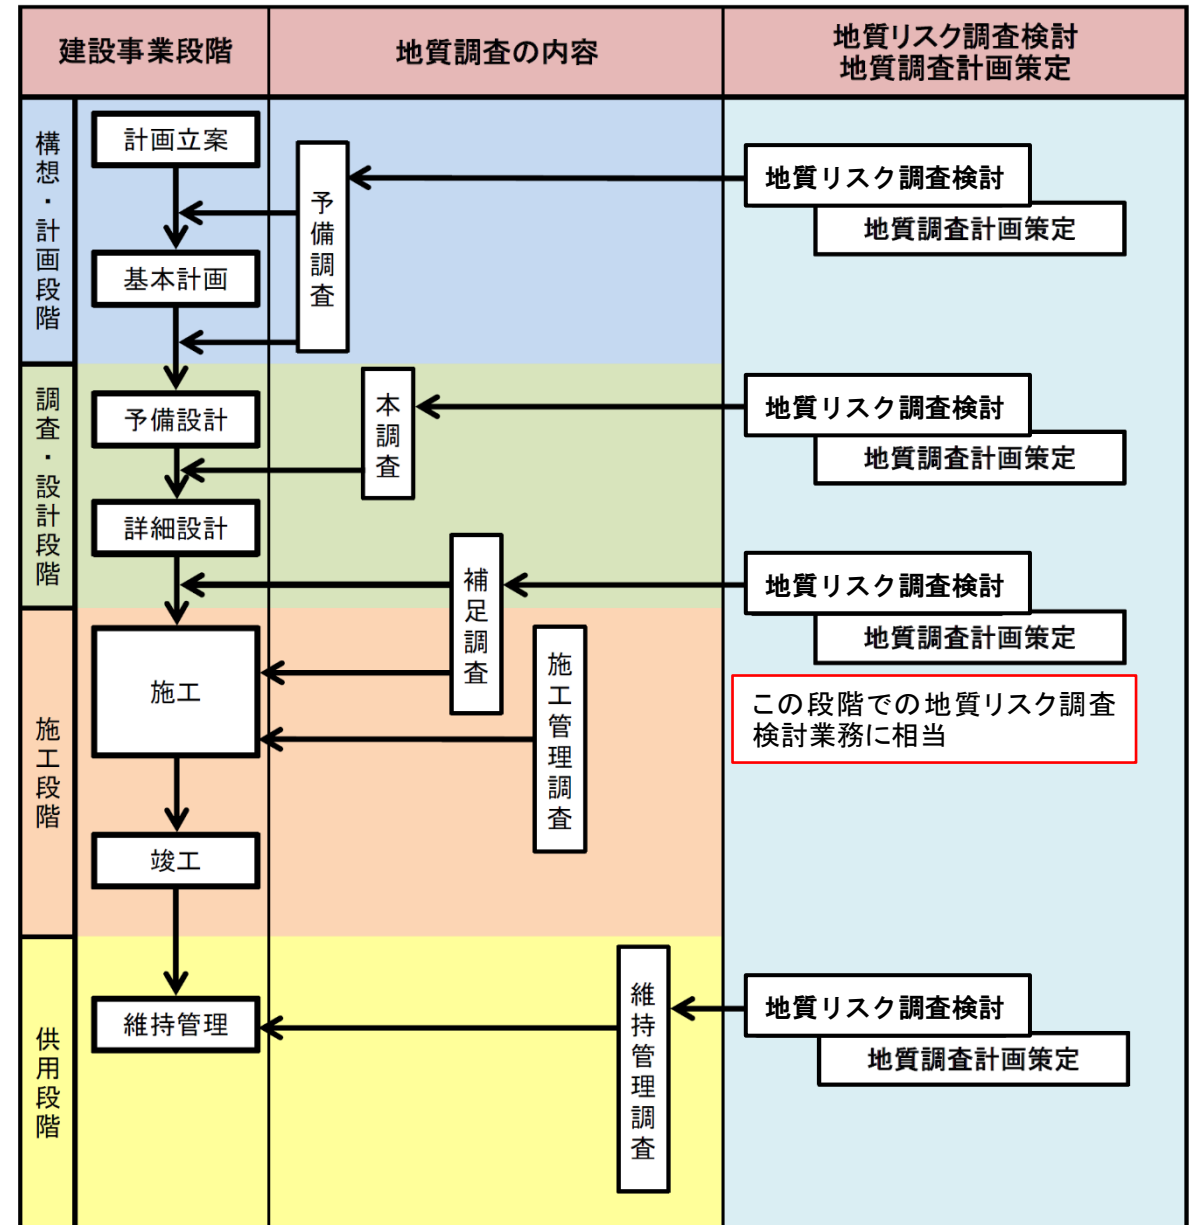 建設事業段階
地質調査の内容
地質リスク調査検討
地質調査計画策定
構想・計画段階
計画立案
基本計画
予備調査
地質リスク調査検討
地質調査計画策定
調査・設計段階
予備設計
詳細設計
本調査
地質リスク調査検討
地質調査計画策定
補足調査
地質リスク調査検討
地質調査計画策定
この段階での地質リスク調査
検討業務に相当
施工段階
施工
竣工
施工管理調査
供用段階
維持管理
維持管理調査
地質リスク調査検討
地質調査計画策定